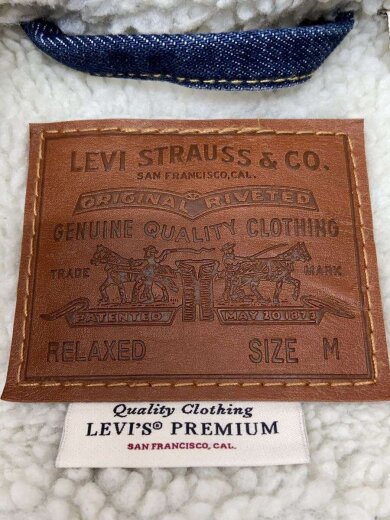 LEVI STRAUSS & CO.
SAN FRANCISCO, CAL.
ORIGINAL RIVETED
GENUINE QUALITY CLOTHING
TRADE MARK
PATENTED MAY 20 1873
RELAXED SIZE M
Quality Clothing
LEVI'S® PREMIUM
SAN FRANCISCO, CAL.